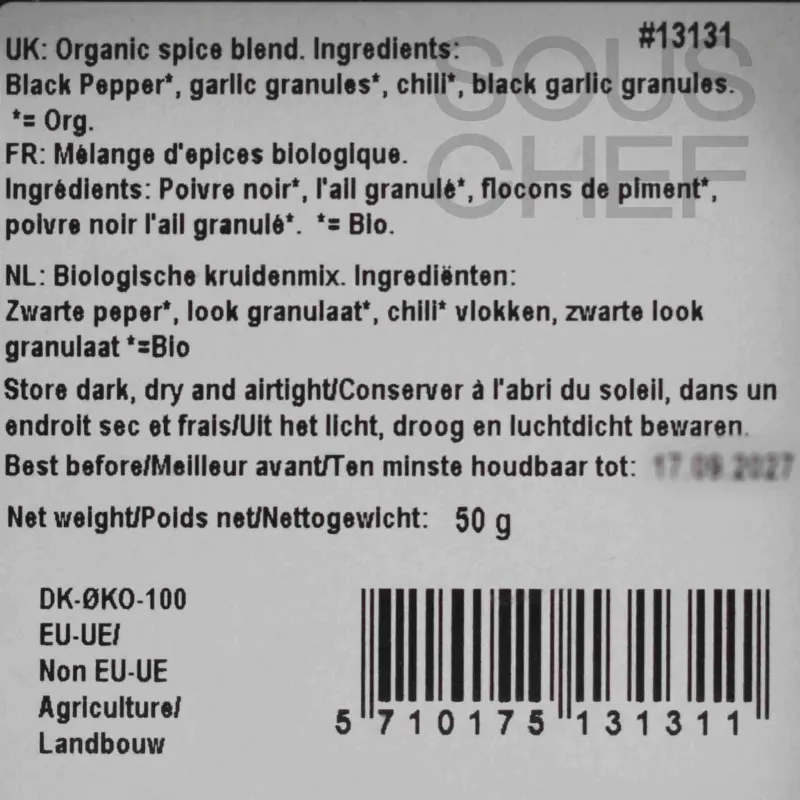 #13131
UK: Organic spice blend. Ingredients:
Black Pepper*, garlic granules*, chili*, black garlic granules.
*= Org.
SOUS
CHEF
FR: Mélange d'epices biologique.
Ingrédients: Poivre noir*, l'ail granulé*, flocons de piment*,
poivre noir l'ail granulé*. *= Bio.
NL: Biologische kruidenmix. Ingrediënten:
Zwarte peper*, look granulaat*, chili* vlokken, zwarte look
granulaat *=Bio
Store dark, dry and airtight/Conserver à l'abri du soleil, dans un
endroit sec et frais/Uit het licht, droog en luchtdicht bewaren.
Best before/Meilleur avant/Ten minste houdbaar tot: 17.09.2027
Net weight/Poids net/Nettogewicht: 50 g
DK-ØKO-100
EU-UE/
Non EU-UE
Agriculture/
Landbouw
5 710175 131311